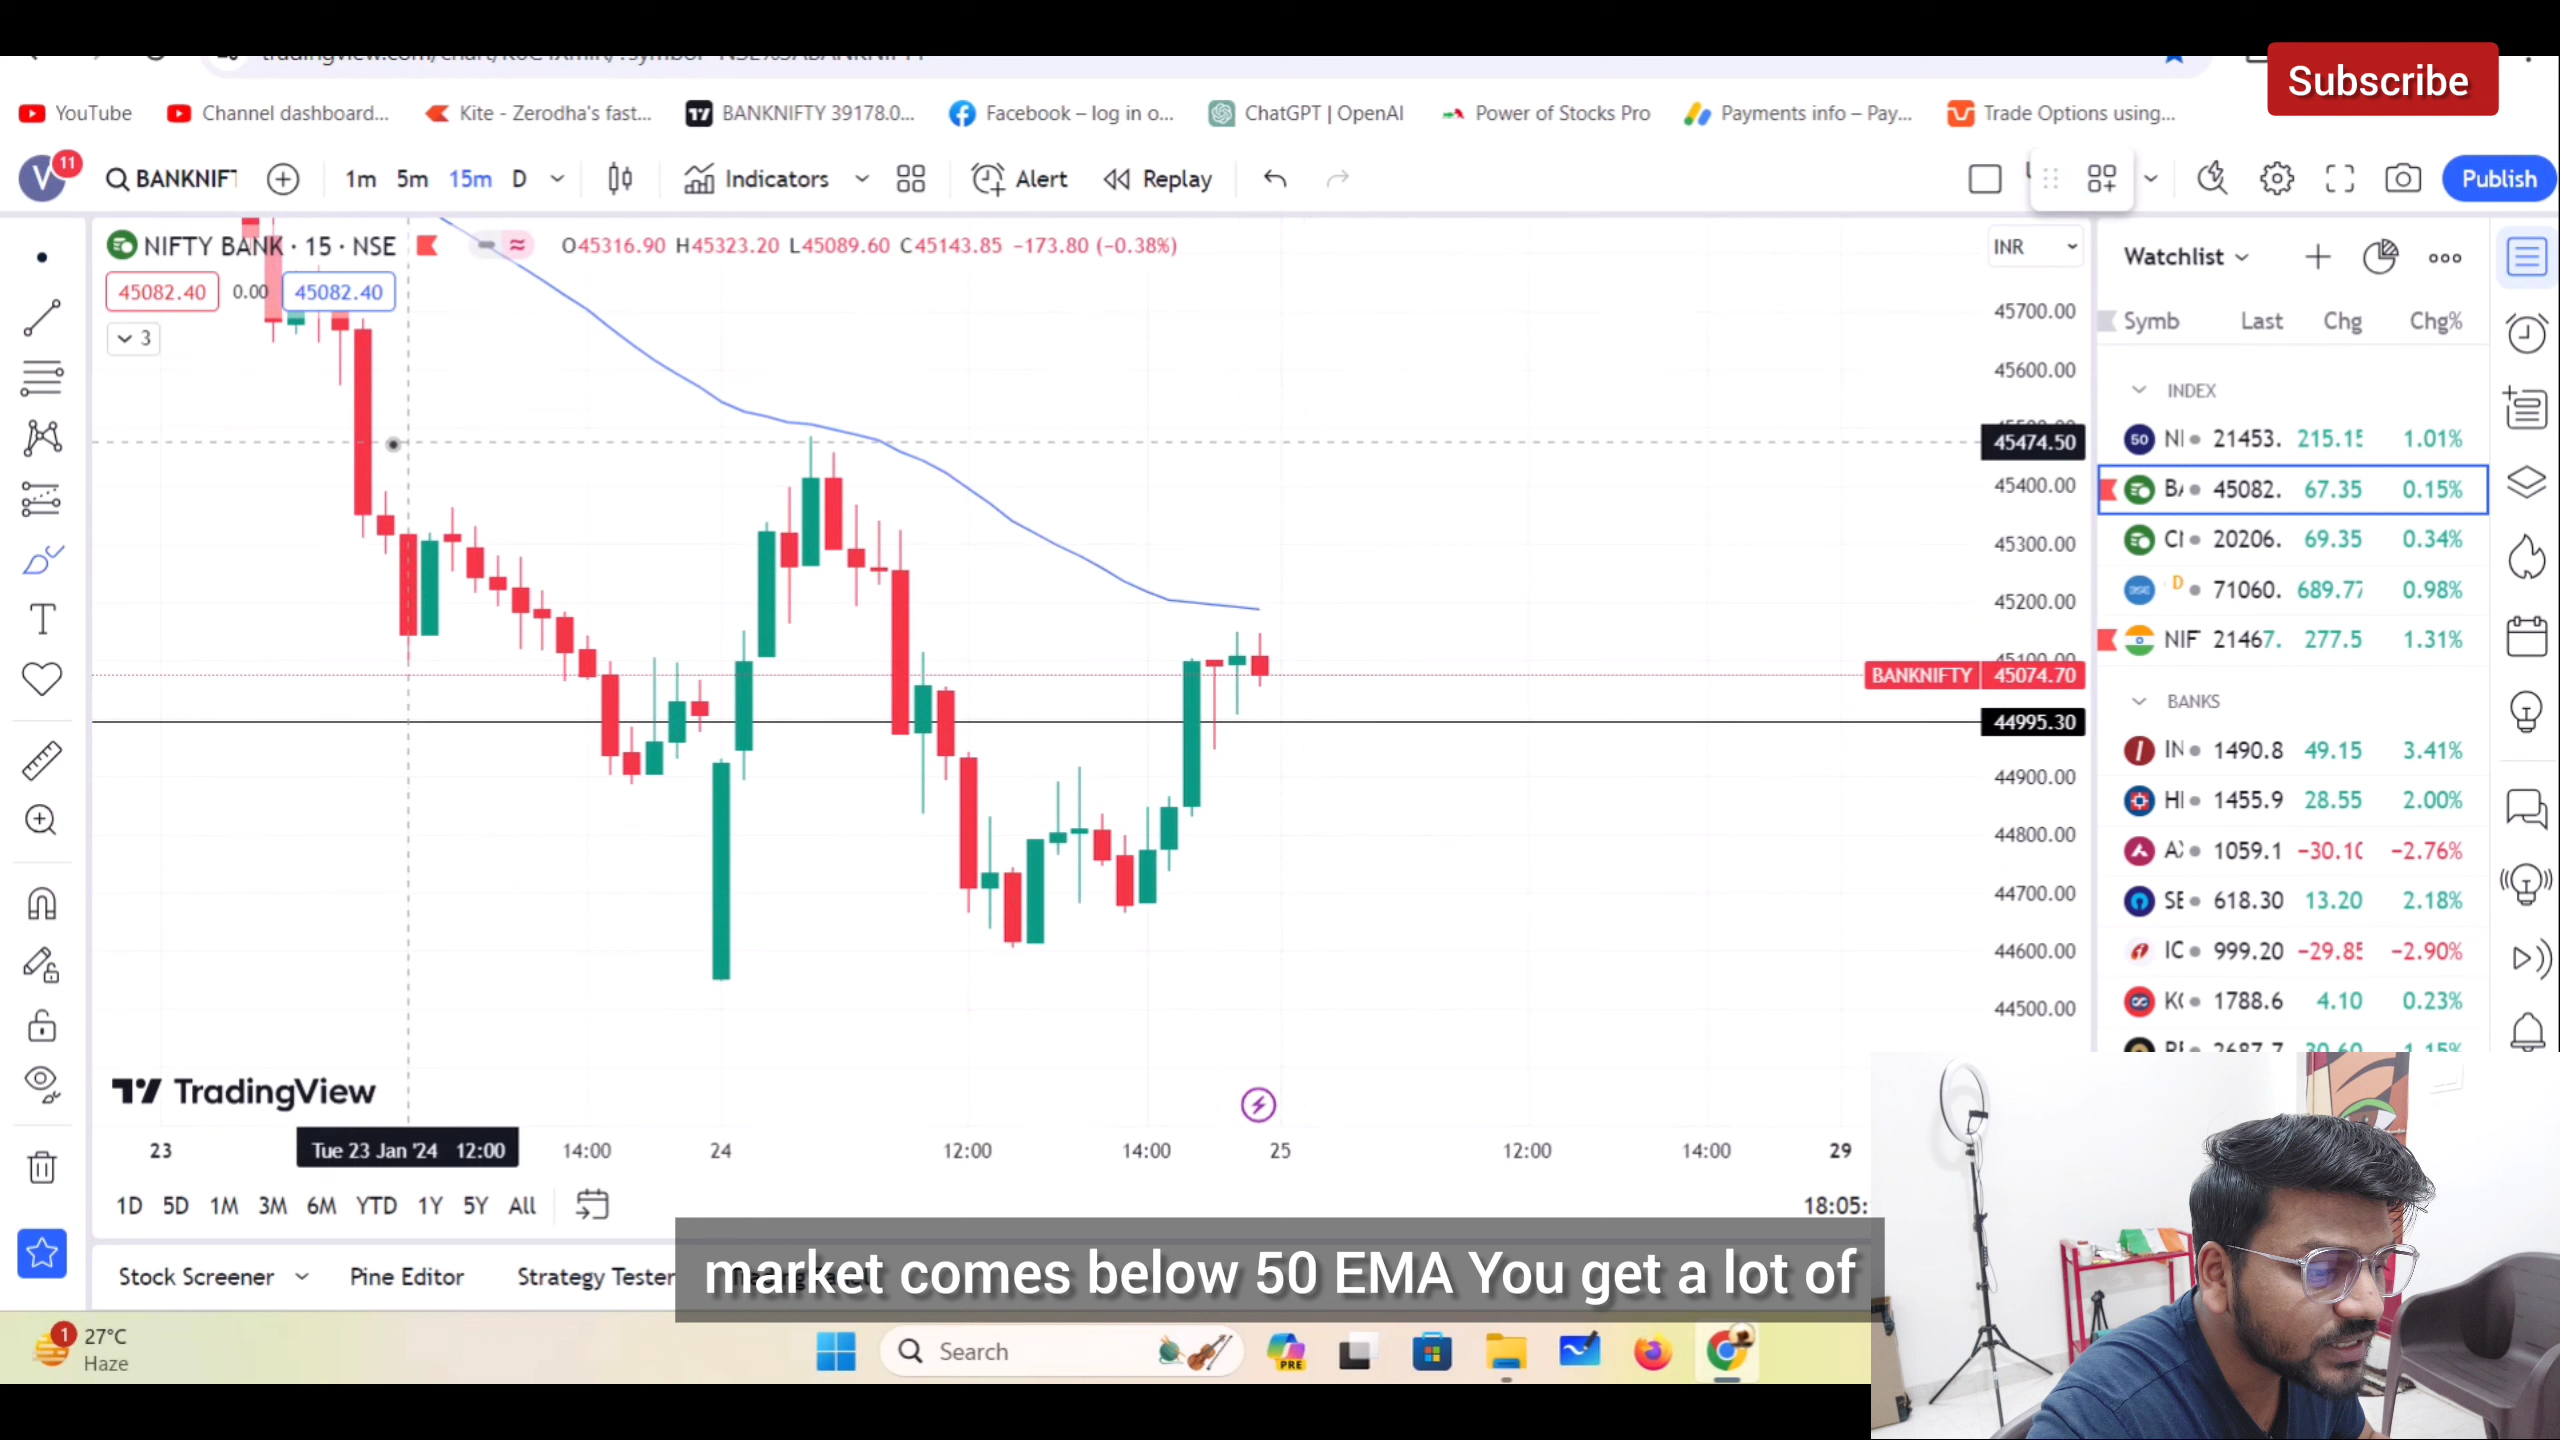 Subscribe
YouTube
Channel dashboard...
Kite - Zerodha's fast...
BANKNIFTY 39178.0...
Facebook – log in o...
ChatGPT | OpenAI
Power of Stocks Pro
Payments info – Pay...
Trade Options using...
V 11
BANKNIFT
1m 5m 15m D
Indicators
Alert
Replay
Publish
NIFTY BANK · 15 · NSE
O45316.90 H45323.20 L45089.60 C45143.85 −173.80 (−0.38%)
INR
45082.40 0.00 45082.40
3
45700.00
45600.00
45474.50
45400.00
45300.00
45200.00
BANKNIFTY 45074.70
44995.30
44900.00
44800.00
44700.00
44600.00
44500.00
Watchlist
Symb Last Chg Chg%
INDEX
50 NI 21453. 215.15 1.01%
45082. 67.35 0.15%
20206. 69.35 0.34%
D 71060. 689.77 0.98%
NIF 21467. 277.5 1.31%
BANKS
IN 1490.8 49.15 3.41%
1455.9 28.55 2.00%
1059.1 −30.10 −2.76%
SE 618.30 13.20 2.18%
IC 999.20 −29.85 −2.90%
1788.6 4.10 0.23%
TradingView
23
Tue 23 Jan '24 12:00
14:00
24
12:00
14:00
25
12:00
14:00
29
1D 5D 1M 3M 6M YTD 1Y 5Y All
18:05:
Stock Screener
Pine Editor
Strategy Tester
market comes below 50 EMA You get a lot of
1
27°C
Haze
Search
PRE